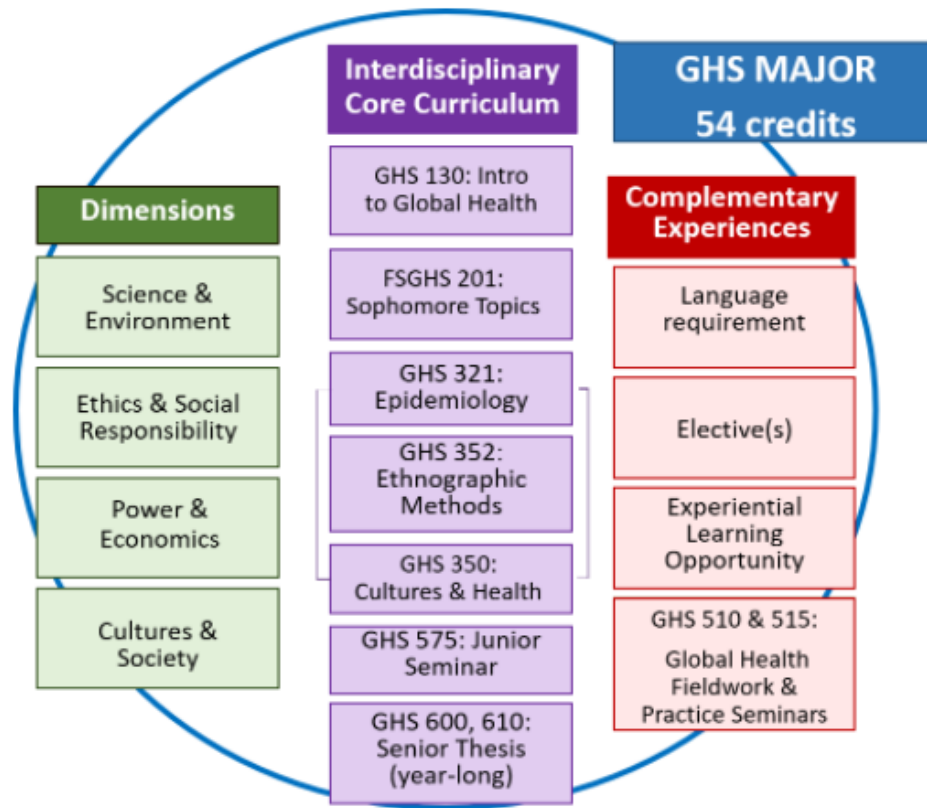 GHS MAJOR
54 credits
Dimensions
Science &
Environment
Ethics & Social
Responsibility
Power &
Economics
Cultures &
Society
Interdisciplinary
Core Curriculum
GHS 130: Intro
to Global Health
FSGHS 201:
Sophomore Topics
GHS 321:
Epidemiology
GHS 352:
Ethnographic
Methods
GHS 350:
Cultures & Health
GHS 575: Junior
Seminar
GHS 600, 610:
Senior Thesis
(year-long)
Complementary
Experiences
Language
requirement
Elective(s)
Experiential
Learning
Opportunity
GHS 510 & 515:
Global Health
Fieldwork &
Practice Seminars